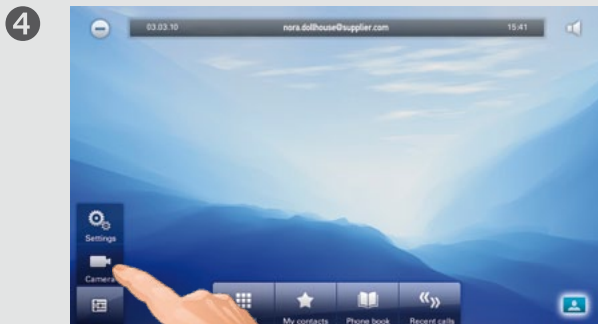 4
03.03.10 nora.dollhouse@supplier.com 15:41
Settings
Camera
My contacts Phone book Recent calls